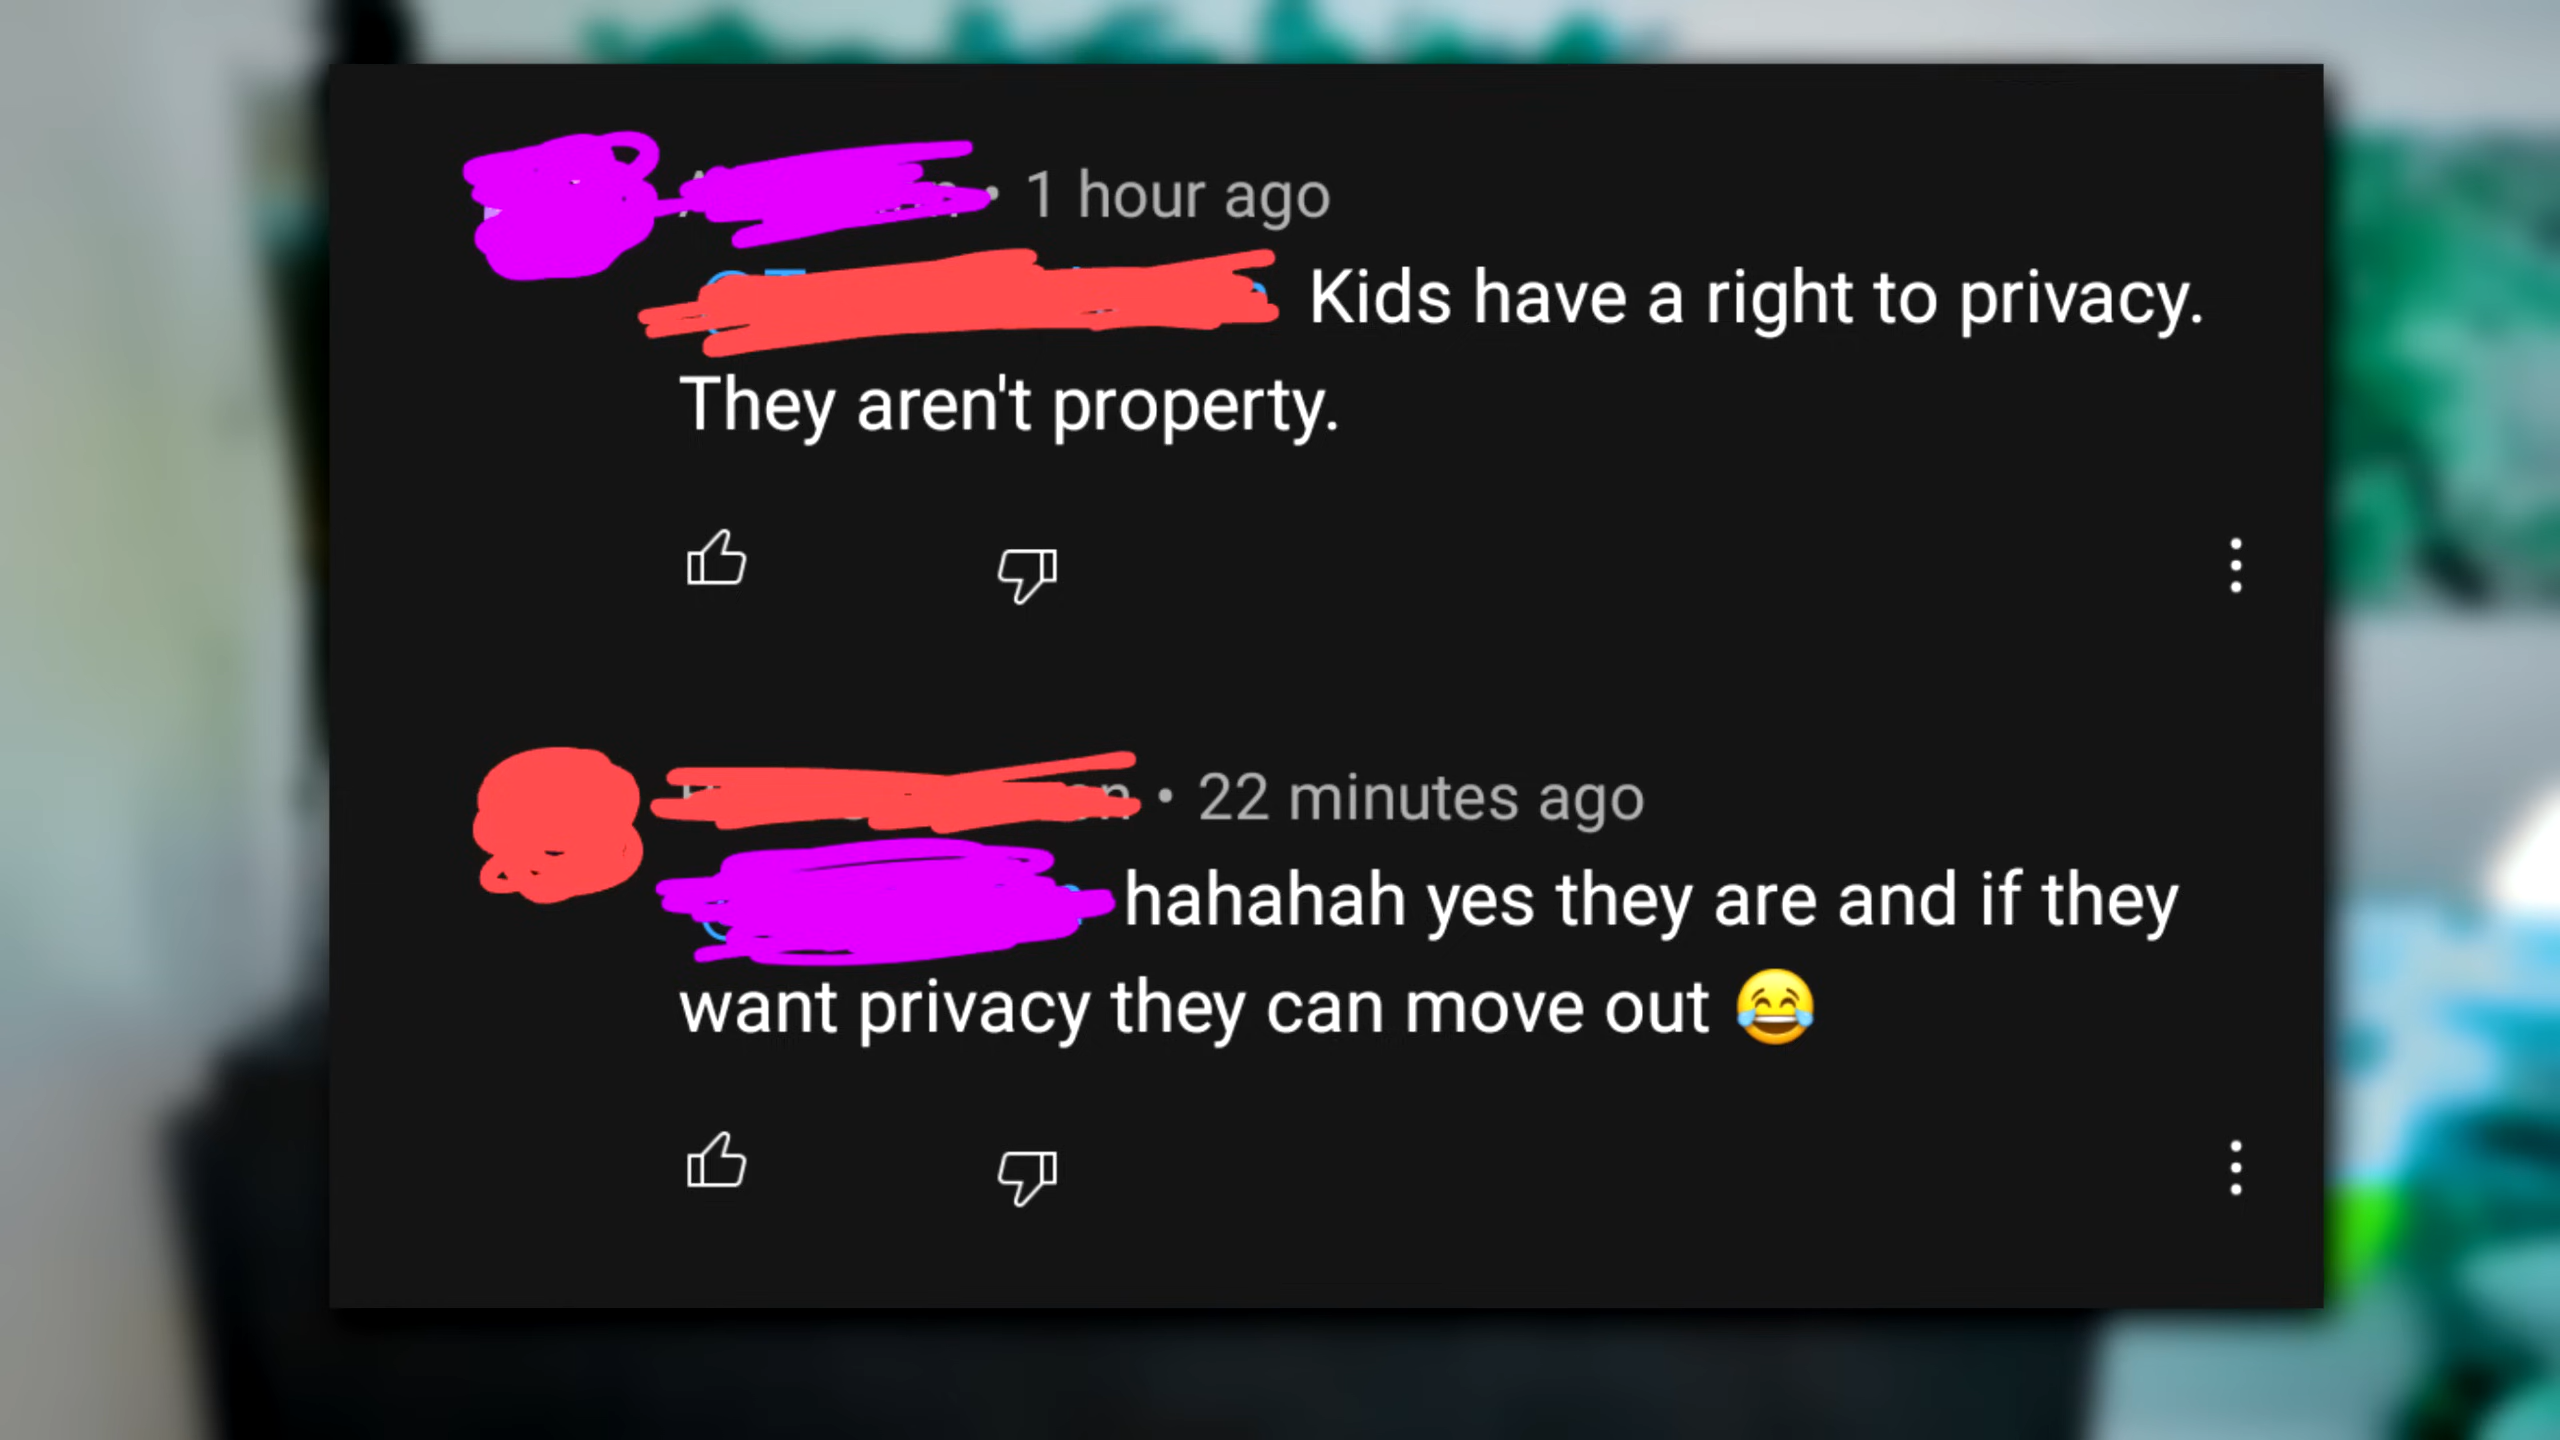 • 1 hour ago
Kids have a right to privacy.
They aren't property.
• 22 minutes ago
hahahah yes they are and if they
want privacy they can move out 😂